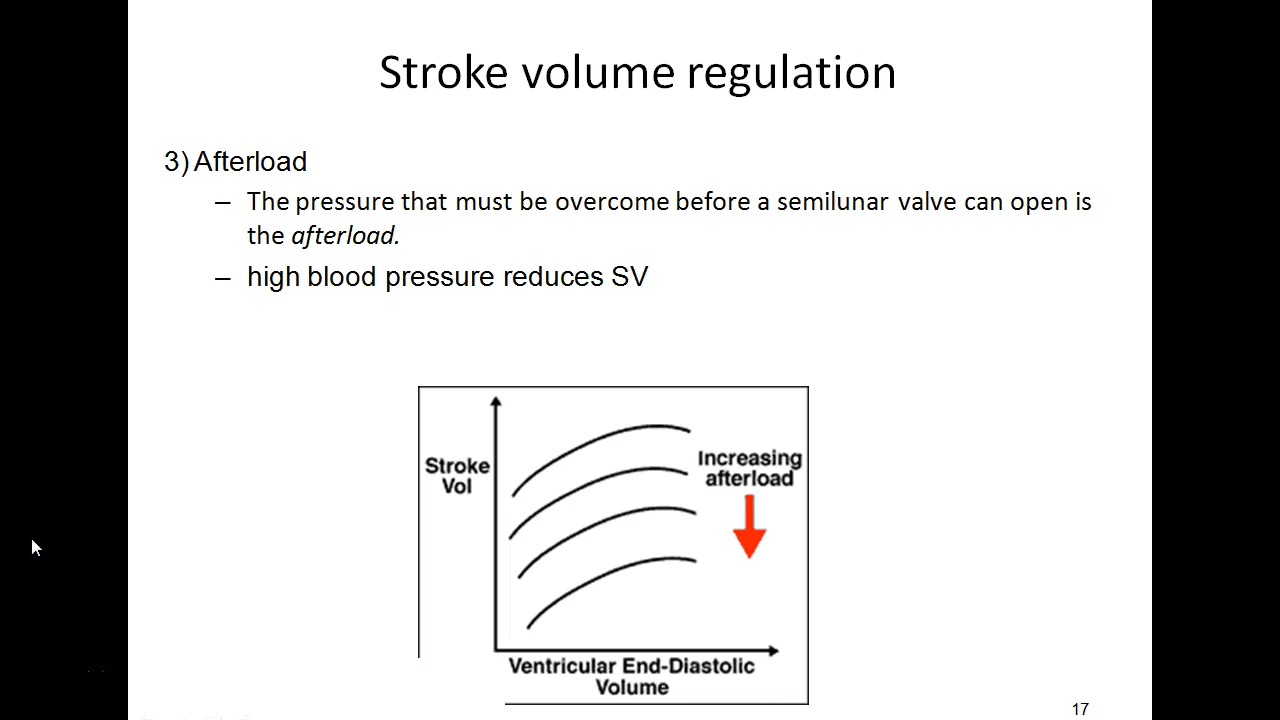 Stroke volume regulation
3) Afterload
– The pressure that must be overcome before a semilunar valve can open is
the afterload.
– high blood pressure reduces SV
Stroke
Vol
Increasing
afterload
Ventricular End-Diastolic
Volume
17